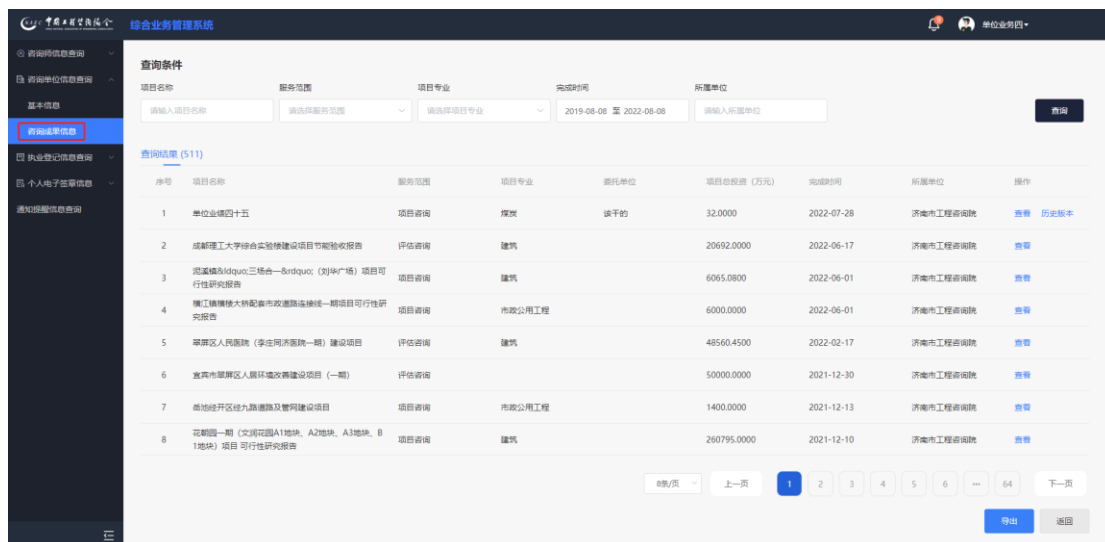 中国工程咨询协会
综合业务管理系统
单位业务四
咨询师信息查询
咨询单位信息查询
基本信息
咨询成果信息
执业登记信息查询
个人电子签章信息
通知提醒信息查询
查询条件
项目名称 服务范围 项目专业 完成时间 所属单位
请输入项目名称 请选择服务范围 请选择项目专业 2019-08-08 至 2022-08-08 请输入所属单位 查询
查询结果 (511)
序号 项目名称 服务范围 项目专业 委托单位 项目总投资 (万元) 完成时间 所属单位 操作
1 单位业绩四十五 项目咨询 煤炭 该干的 32.0000 2022-07-28 济南市工程咨询院 查看 历史版本
2 成都理工大学综合实验楼建设项目节能验收报告 评估咨询 建筑 20692.0000 2022-06-17 济南市工程咨询院 查看
3 泥溪镇&ldquo;三场合一&rdquo;（刘华广场）项目可
行性研究报告 项目咨询 建筑 6065.0800 2022-06-01 济南市工程咨询院 查看
4 横江镇横楼大桥配套市政道路连接线一期项目可行性研
究报告 项目咨询 市政公用工程 6000.0000 2022-06-01 济南市工程咨询院 查看
5 翠屏区人民医院（李庄同济医院一期）建设项目 评估咨询 建筑 48560.4500 2022-02-17 济南市工程咨询院 查看
6 宜宾市翠屏区人居环境改善建设项目（一期） 评估咨询 50000.0000 2021-12-30 济南市工程咨询院 查看
7 岳池经开区经九路道路及管网建设项目 项目咨询 市政公用工程 1400.0000 2021-12-13 济南市工程咨询院 查看
8 花朝园一期（文润花园A1地块、A2地块、A3地块、B
1地块）项目 可行性研究报告 项目咨询 建筑 260795.0000 2021-12-10 济南市工程咨询院 查看
8条/页 上一页 1 2 3 4 5 6 ··· 64 下一页
导出 返回